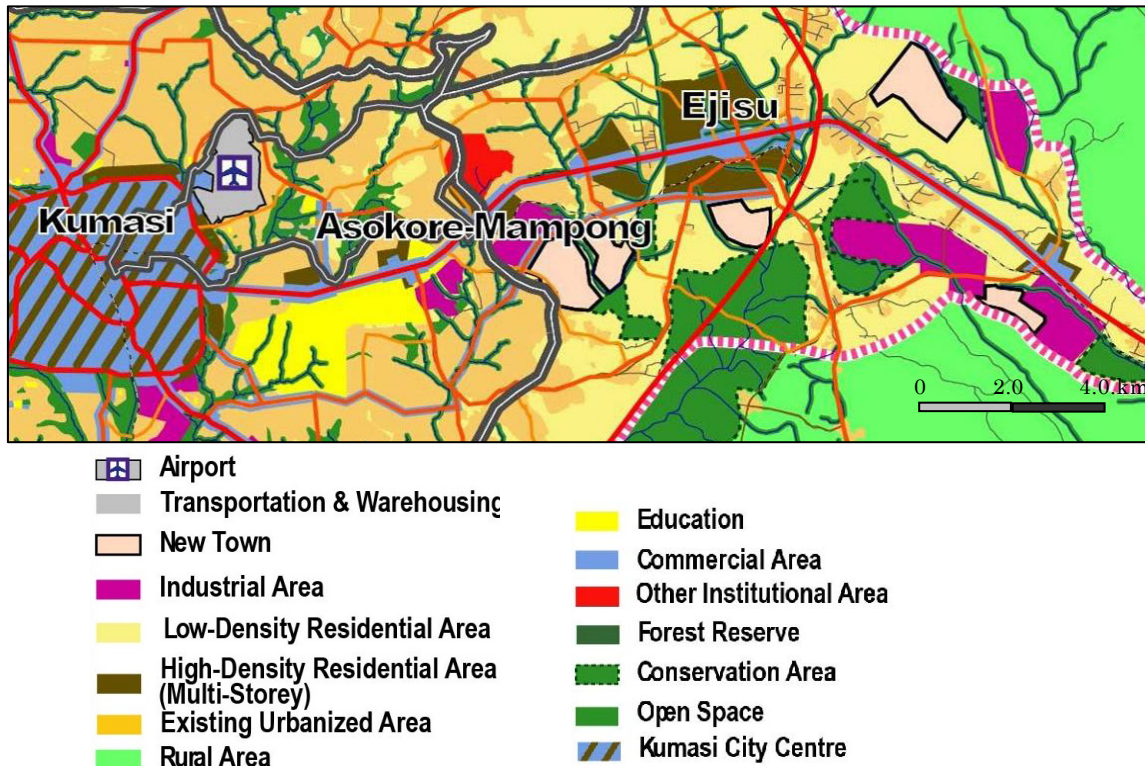 Ejisu
Kumasi
Asokore-Mampong
0 2.0 4.0.km
Airport
Transportation & Warehousing
New Town
Industrial Area
Low-Density Residential Area
High-Density Residential Area
(Multi-Storey)
Existing Urbanized Area
Rural Area
Education
Commercial Area
Other Institutional Area
Forest Reserve
Conservation Area
Open Space
Kumasi City Centre